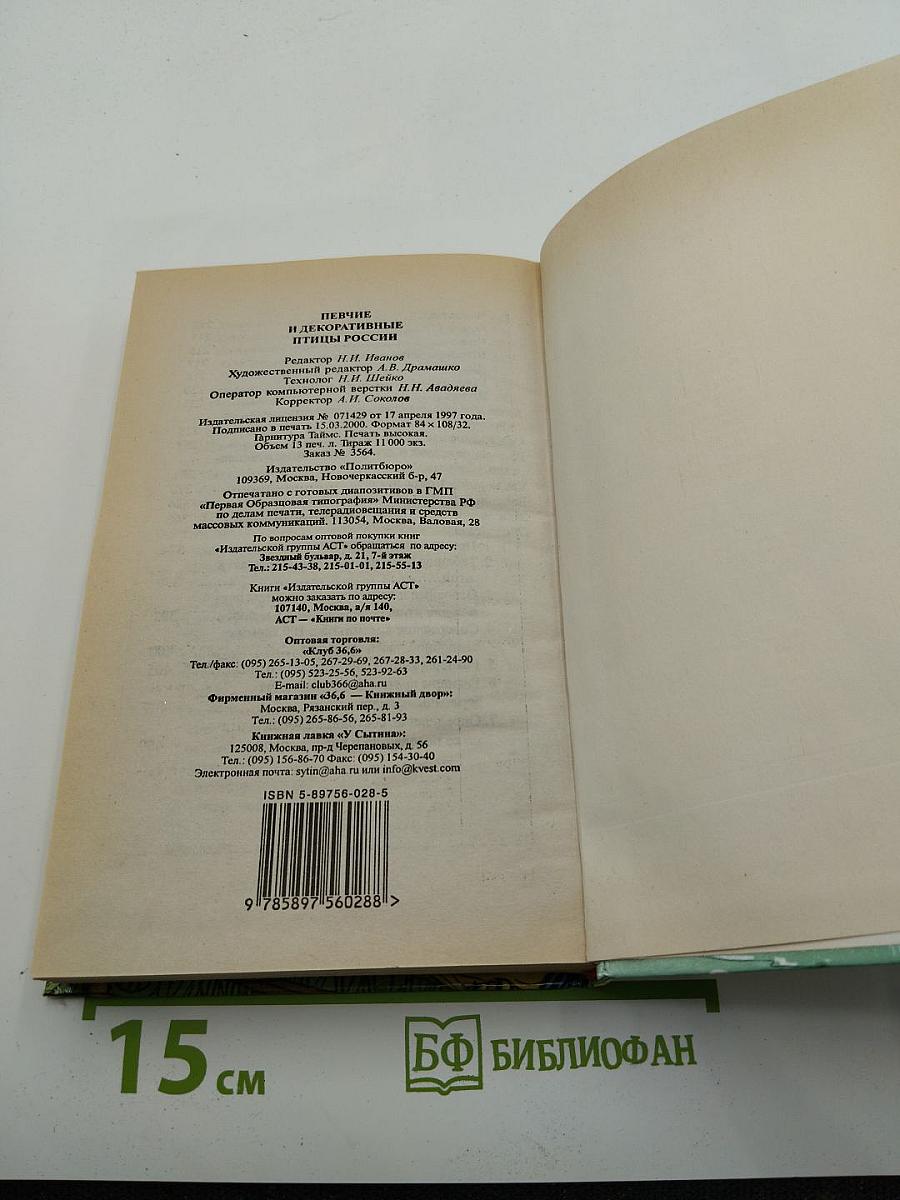 ПЕВЧИЕ
И ДЕКОРАТИВНЫЕ
ПТИЦЫ РОССИИ
Редактор Н.И. Иванов
Художественный редактор А.В. Драмашко
Технолог Н.И. Шейко
Оператор компьютерной верстки Н.Н. Авадяева
Корректор А.И. Соколов
Издательская лицензия № 071429 от 17 апреля 1997 года.
Подписано в печать 15.03.2000. Формат 84 × 108/32.
Гарнитура Таймс. Печать высокая.
Объем 13 печ. л. Тираж 11 000 экз.
Заказ № 3564.
Издательство «Политбюро»
109369, Москва, Новочеркасский б-р, 47
Отпечатано с готовых диапозитивов в ГМП
«Первая Образцовая типография» Министерства РФ
по делам печати, телерадиовещания и средств
массовых коммуникаций. 113054, Москва, Валовая, 28
По вопросам оптовой покупки книг
«Издательской группы АСТ» обращаться по адресу:
Звездный бульвар, д. 21, 7-й этаж
Тел.: 215-43-38, 215-01-01, 215-55-13
Книги «Издательской группы АСТ»
можно заказать по адресу:
107140, Москва, а/я 140,
АСТ — «Книги по почте»
Оптовая торговля:
«Клуб 36,6»
Тел./факс: (095) 265-13-05, 267-29-69, 267-28-33, 261-24-90
Тел.: (095) 523-25-56, 523-92-63
E-mail: club366@aha.ru
Фирменный магазин «36,6 — Книжный двор»:
Москва, Рязанский пер., д. 3
Тел.: (095) 265-86-56, 265-81-93
Книжная лавка «У Сытина»:
125008, Москва, пр-д Черепановых, д. 56
Тел.: (095) 156-86-70 Факс: (095) 154-30-40
Электронная почта: sytin@aha.ru или info@kvest.com
ISBN 5-89756-028-5
9 785897 560288 >
15 см
БФ БИБЛИОФАН